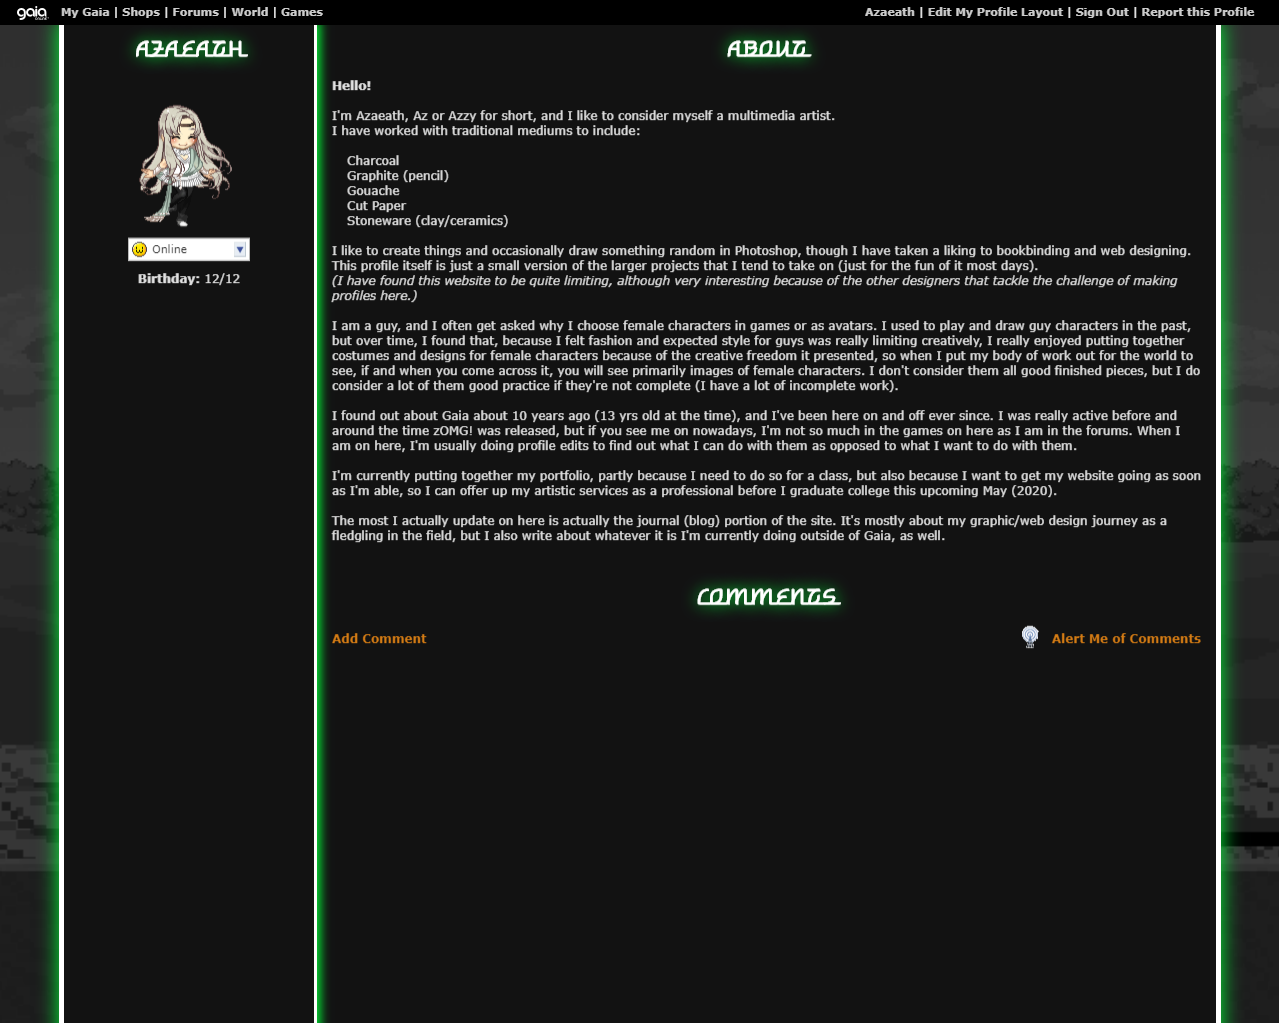 gaia
My Gaia | Shops | Forums | World | Games
Azaeath | Edit My Profile Layout | Sign Out | Report this Profile
AZAEATH
Online
Birthday: 12/12
ABOUT
Hello!
I'm Azaeath, Az or Azzy for short, and I like to consider myself a multimedia artist.
I have worked with traditional mediums to include:
Charcoal
Graphite (pencil)
Gouache
Cut Paper
Stoneware (clay/ceramics)
I like to create things and occasionally draw something random in Photoshop, though I have taken a liking to bookbinding and web designing.
This profile itself is just a small version of the larger projects that I tend to take on (just for the fun of it most days).
(I have found this website to be quite limiting, although very interesting because of the other designers that tackle the challenge of making
profiles here.)
I am a guy, and I often get asked why I choose female characters in games or as avatars. I used to play and draw guy characters in the past,
but over time, I found that, because I felt fashion and expected style for guys was really limiting creatively, I really enjoyed putting together
costumes and designs for female characters because of the creative freedom it presented, so when I put my body of work out for the world to
see, if and when you come across it, you will see primarily images of female characters. I don't consider them all good finished pieces, but I do
consider a lot of them good practice if they're not complete (I have a lot of incomplete work).
I found out about Gaia about 10 years ago (13 yrs old at the time), and I've been here on and off ever since. I was really active before and
around the time zOMG! was released, but if you see me on nowadays, I'm not so much in the games on here as I am in the forums. When I
am on here, I'm usually doing profile edits to find out what I can do with them as opposed to what I want to do with them.
I'm currently putting together my portfolio, partly because I need to do so for a class, but also because I want to get my website going as soon
as I'm able, so I can offer up my artistic services as a professional before I graduate college this upcoming May (2020).
The most I actually update on here is actually the journal (blog) portion of the site. It's mostly about my graphic/web design journey as a
fledgling in the field, but I also write about whatever it is I'm currently doing outside of Gaia, as well.
COMMENTS
Add Comment
Alert Me of Comments